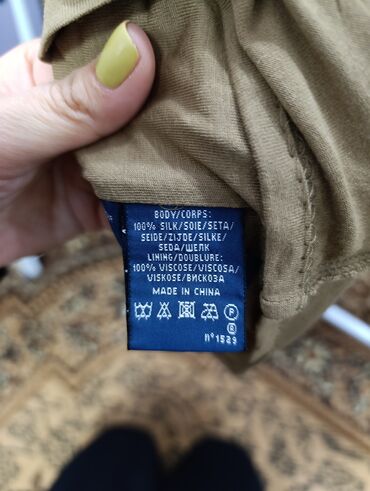 BODY/CORPS:
100% SILK/SOIE/SETA/
SEIDE/ZIJDE/SILKE/
SEDA/ШЕЛК
LINING/DOUBLURE:
100% VISCOSE/VISCOSA/
VISKOSE/ВИСКОЗА
MADE IN CHINA
P
n° 1529